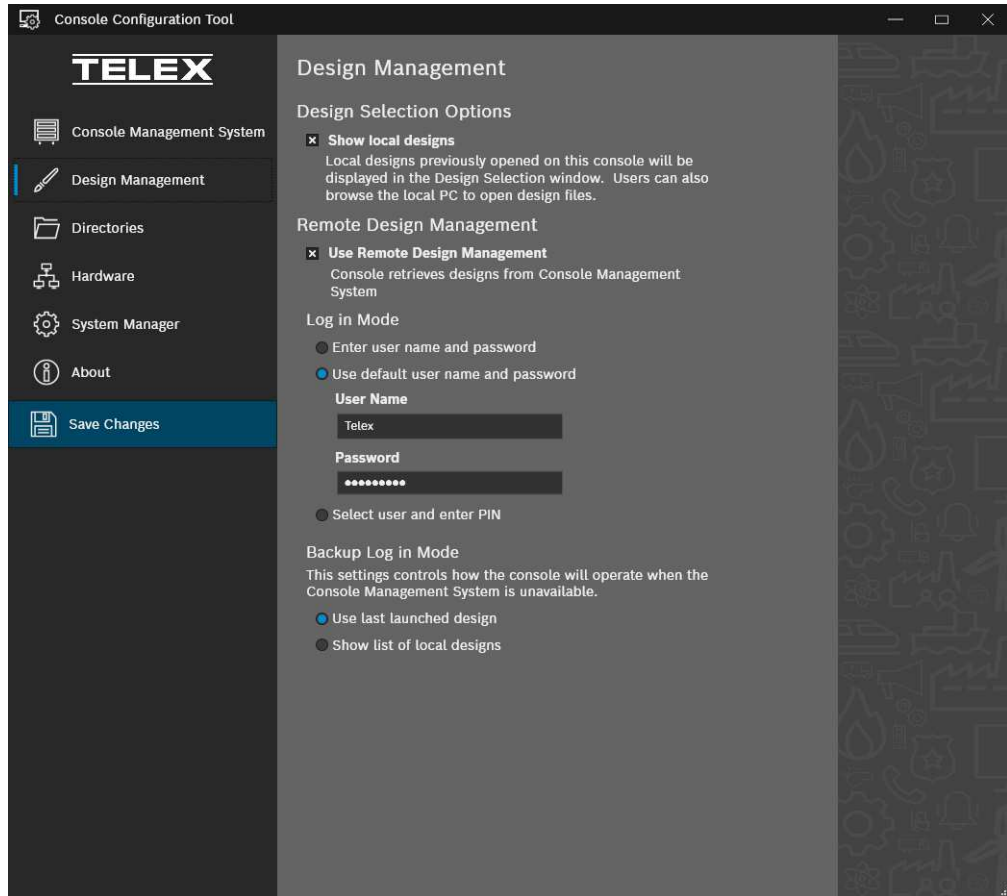 Console Configuration Tool
TELEX
Console Management System
Design Management
Directories
Hardware
System Manager
About
Save Changes
Design Management
Design Selection Options
Show local designs
Local designs previously opened on this console will be
displayed in the Design Selection window. Users can also
browse the local PC to open design files.
Remote Design Management
Use Remote Design Management
Console retrieves designs from Console Management
System
Log in Mode
Enter user name and password
Use default user name and password
User Name
Telex
Password
•••••••••
Select user and enter PIN
Backup Log in Mode
This settings controls how the console will operate when the
Console Management System is unavailable.
Use last launched design
Show list of local designs